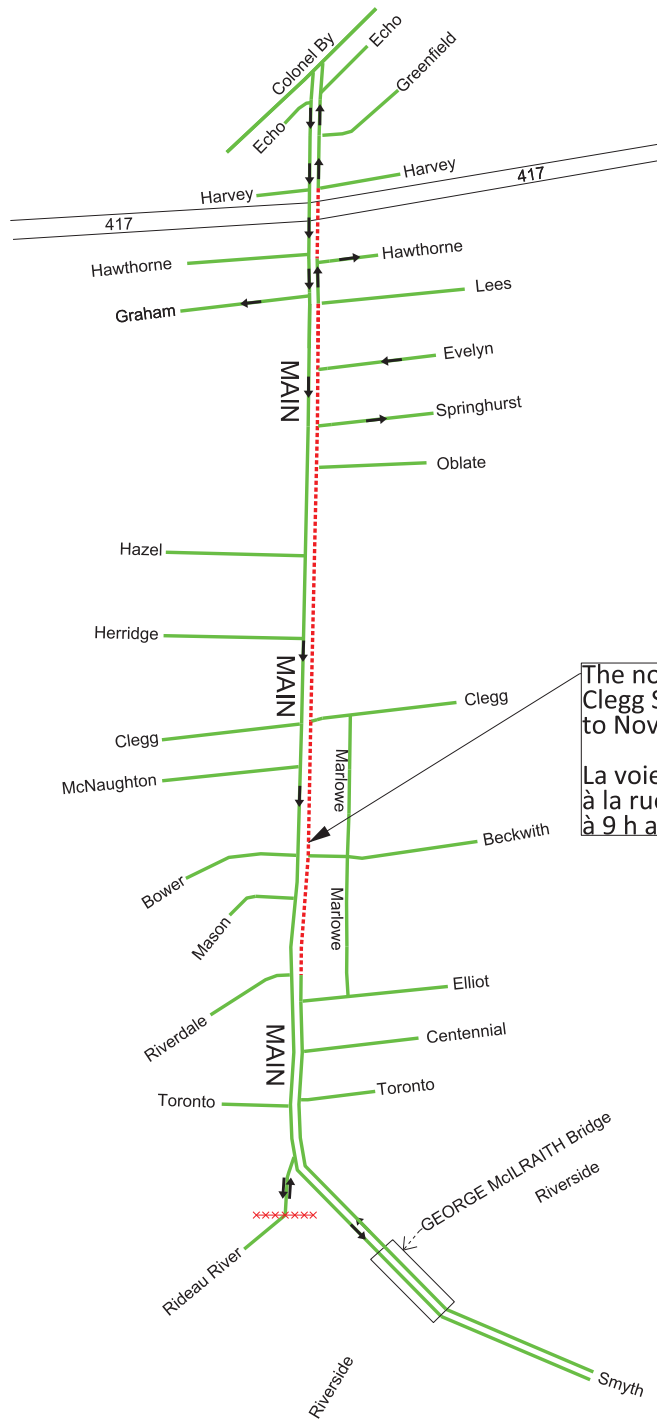 Colonel By
Echo
Greenfield
Echo
Harvey
Harvey
417
417
Hawthorne
Hawthorne
Graham
Lees
MAIN
Evelyn
Springhurst
Oblate
Hazel
Herridge
MAIN
Clegg
Clegg
McNaughton
Marlowe
The no
Clegg S
to Nov
La voie
à la rue
à 9 h a
Beckwith
Bower
Marlowe
Mason
Elliot
Riverdale
MAIN
Centennial
Toronto
Toronto
GEORGE McILRAITH Bridge
Riverside
Rideau River
Riverside
Smyth